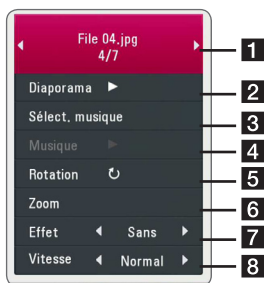 File 04.jpg
4/7
1
Diaporama
2
Sélect. musique
3
Musique
4
Rotation
5
Zoom
6
Effet Sans
7
Vitesse Normal
8